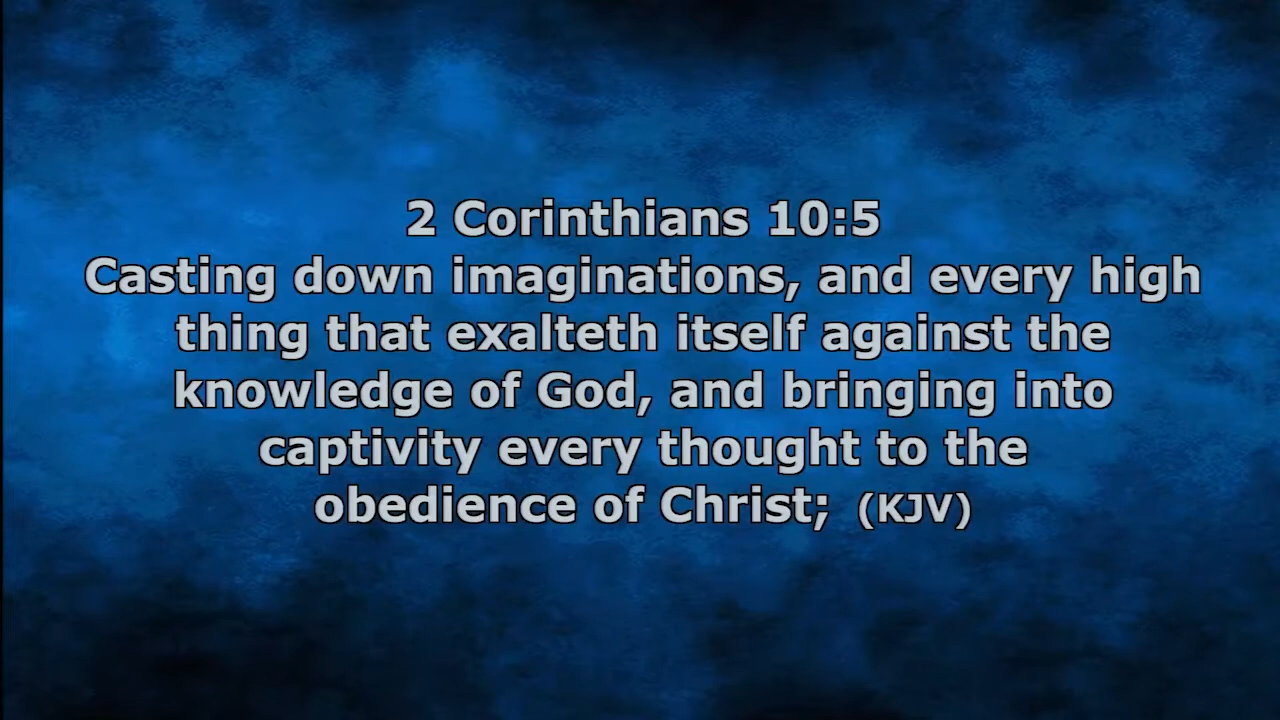 2 Corinthians 10:5
Casting down imaginations, and every high
thing that exalteth itself against the
knowledge of God, and bringing into
captivity every thought to the
obedience of Christ; (KJV)